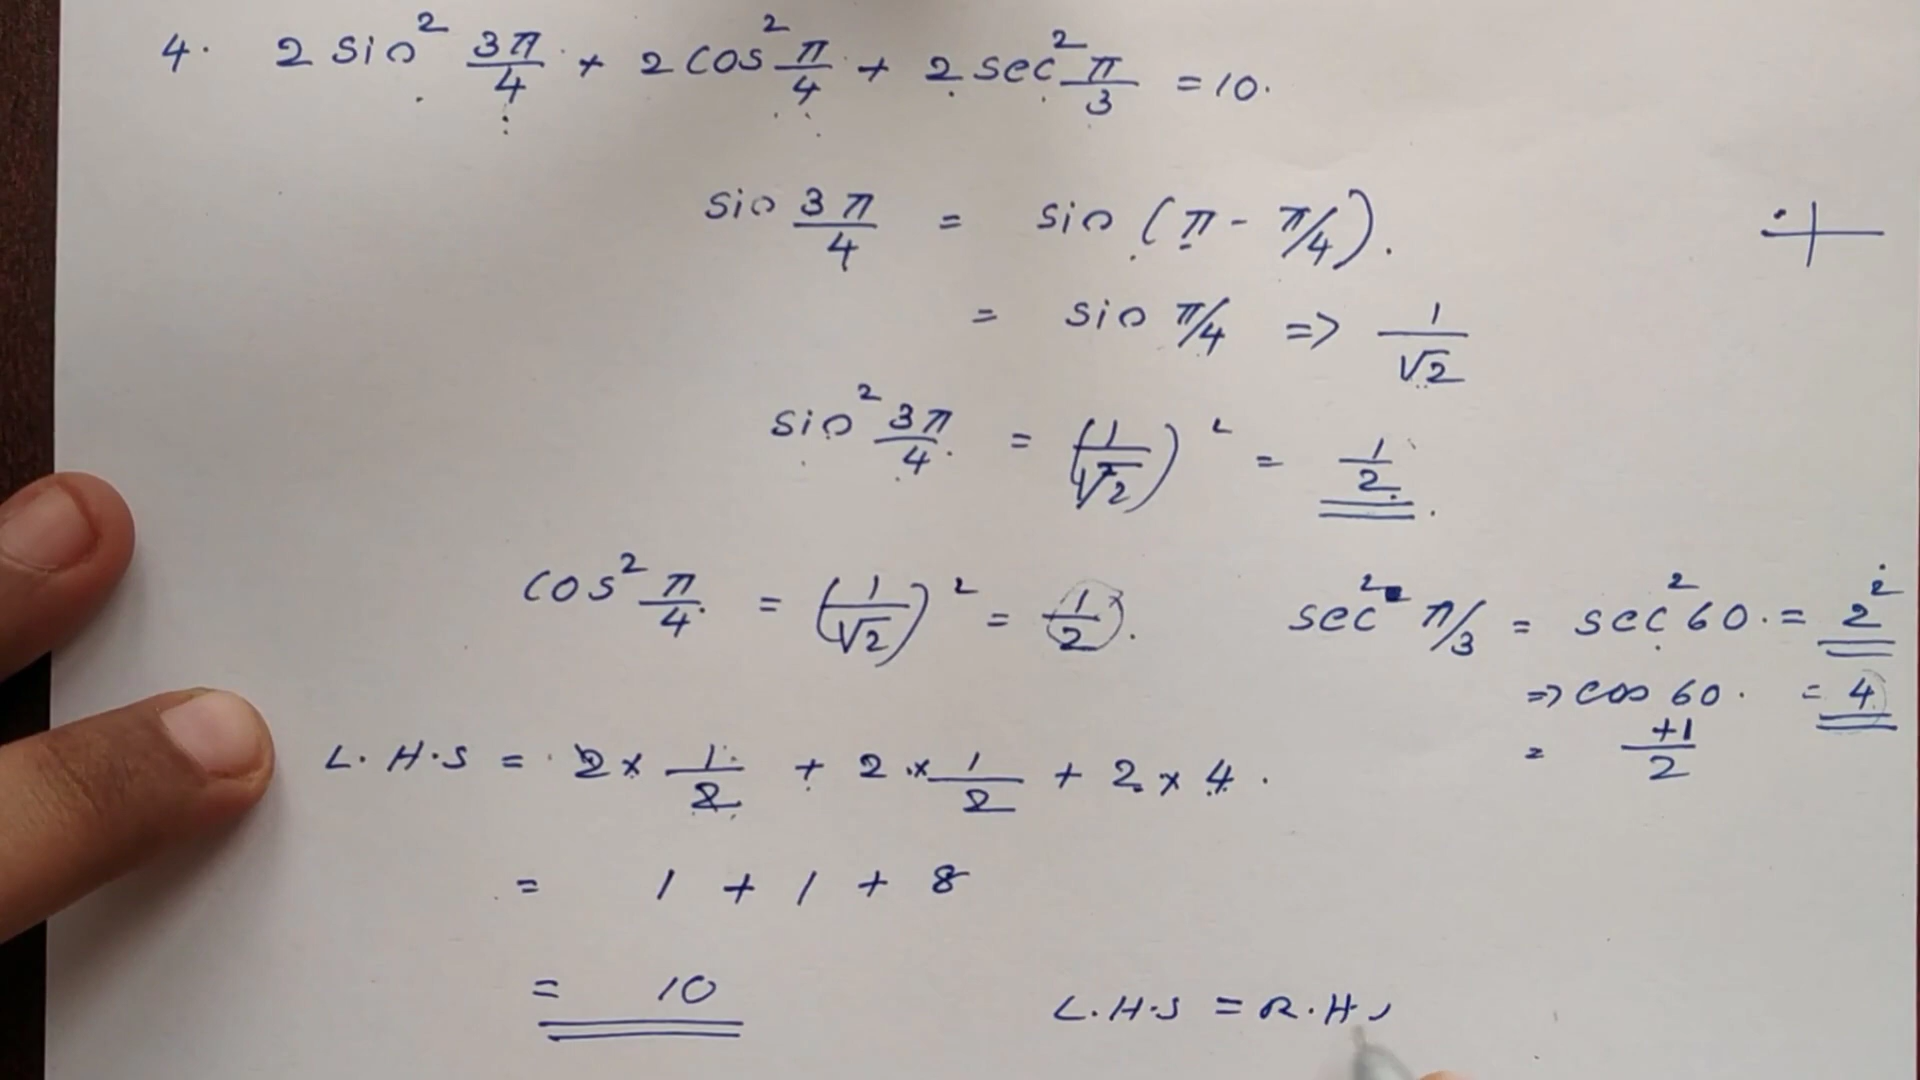 4. 2 sin² 3π/4 + 2 cos² π/4 + 2 sec² π/3 = 10.
sin 3π/4 = sin (π - π/4).
= sin π/4 => 1/√2
sin² 3π/4 = (1/√2)² = 1/2.
cos² π/4 = (1/√2)² = 1/2.
sec² π/3 = sec² 60. = 2²
=> cos 60. = 4
= +1/2
L.H.S = 2 × 1/2 + 2 × 1/2 + 2 × 4.
= 1 + 1 + 8
= 10
L.H.S = R.H.S